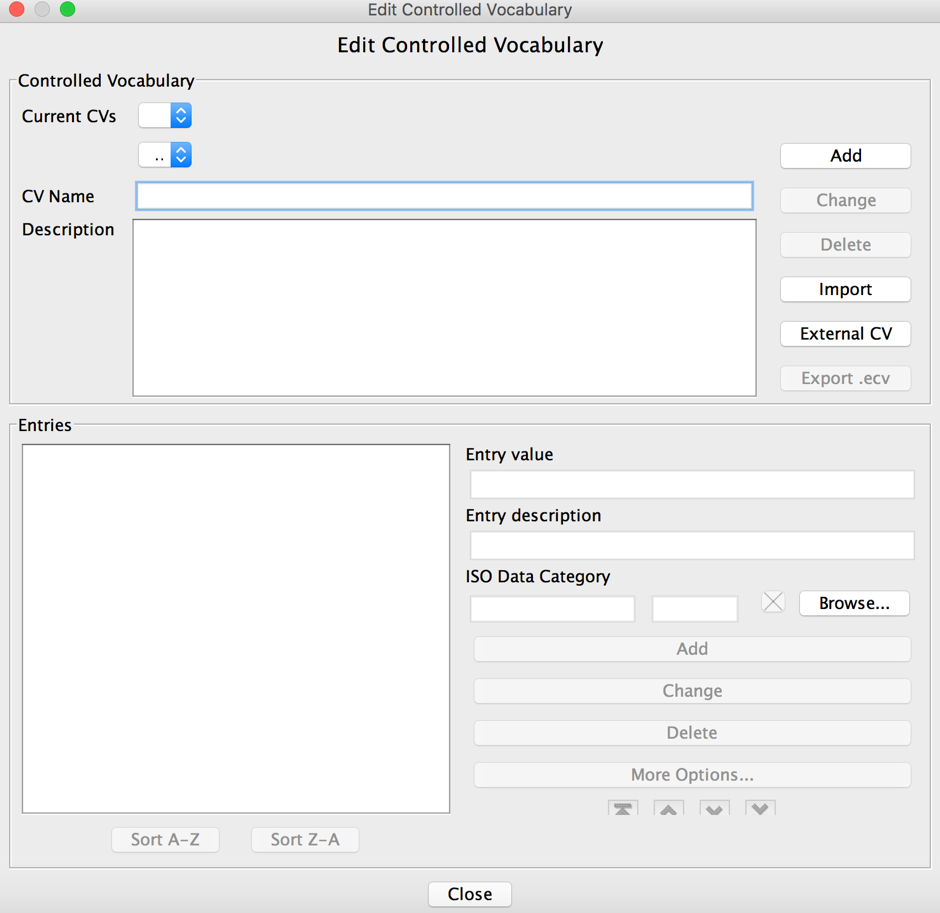 Edit Controlled Vocabulary
Edit Controlled Vocabulary
Controlled Vocabulary
Current CVs
..
Add
CV Name
Change
Description
Delete
Import
External CV
Export .ecv
Entries
Entry value
Entry description
ISO Data Category
Browse...
Add
Change
Delete
More Options...
Sort A-Z
Sort Z-A
Close